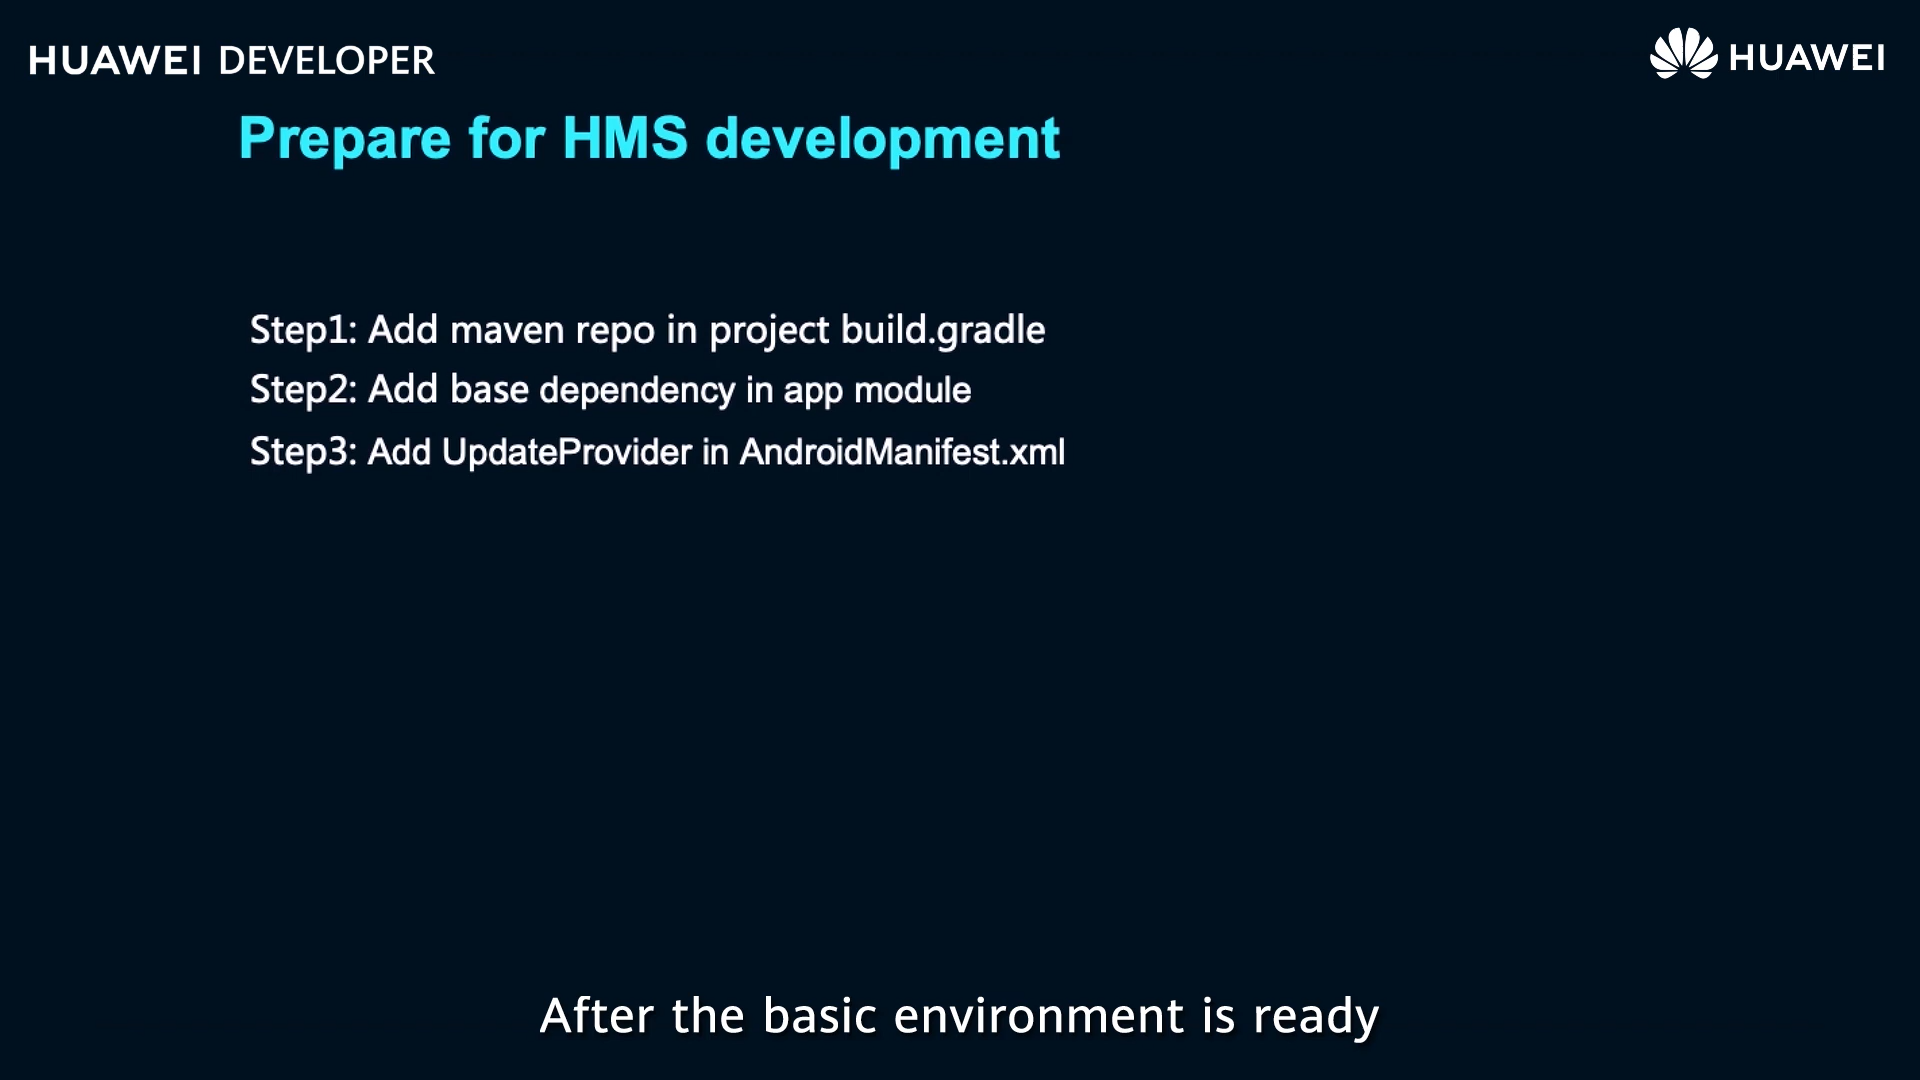 HUAWEI DEVELOPER
HUAWEI
Prepare for HMS development
Step1: Add maven repo in project build.gradle
Step2: Add base dependency in app module
Step3: Add UpdateProvider in AndroidManifest.xml
After the basic environment is ready